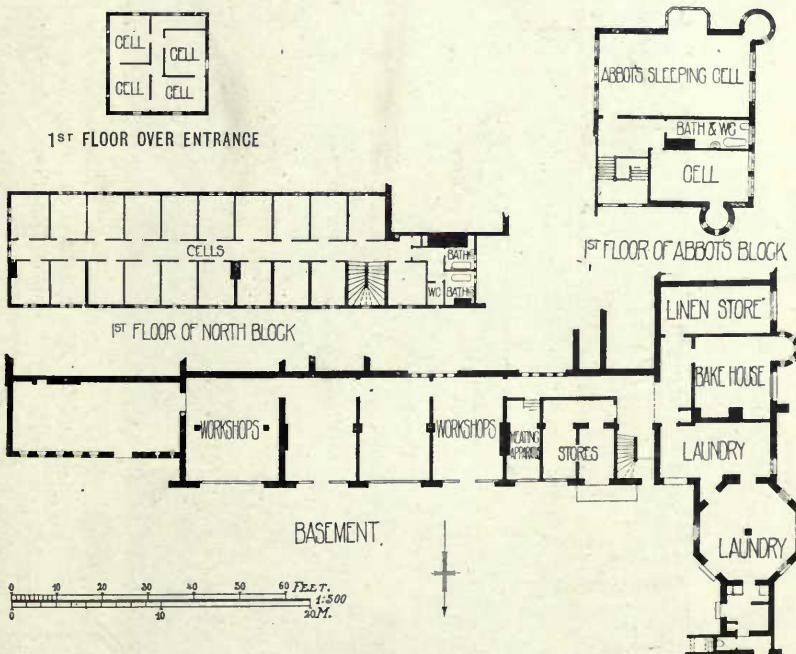 CELL
CELL
CELL
CELL
1ST FLOOR OVER ENTRANCE
ABBOT'S SLEEPING CELL
BATH & WC
CELL
1ST FLOOR OF ABBOT'S BLOCK
CELLS
BATH
WC
BATH
1ST FLOOR OF NORTH BLOCK
LINEN STORE
BAKE HOUSE
WORKSHOPS
WORKSHOPS
HEATING
APPARATUS
STORES
LAUNDRY
BASEMENT.
LAUNDRY
0 10 20 30 40 50 60 FEET.
1:500
0 10 20 M.